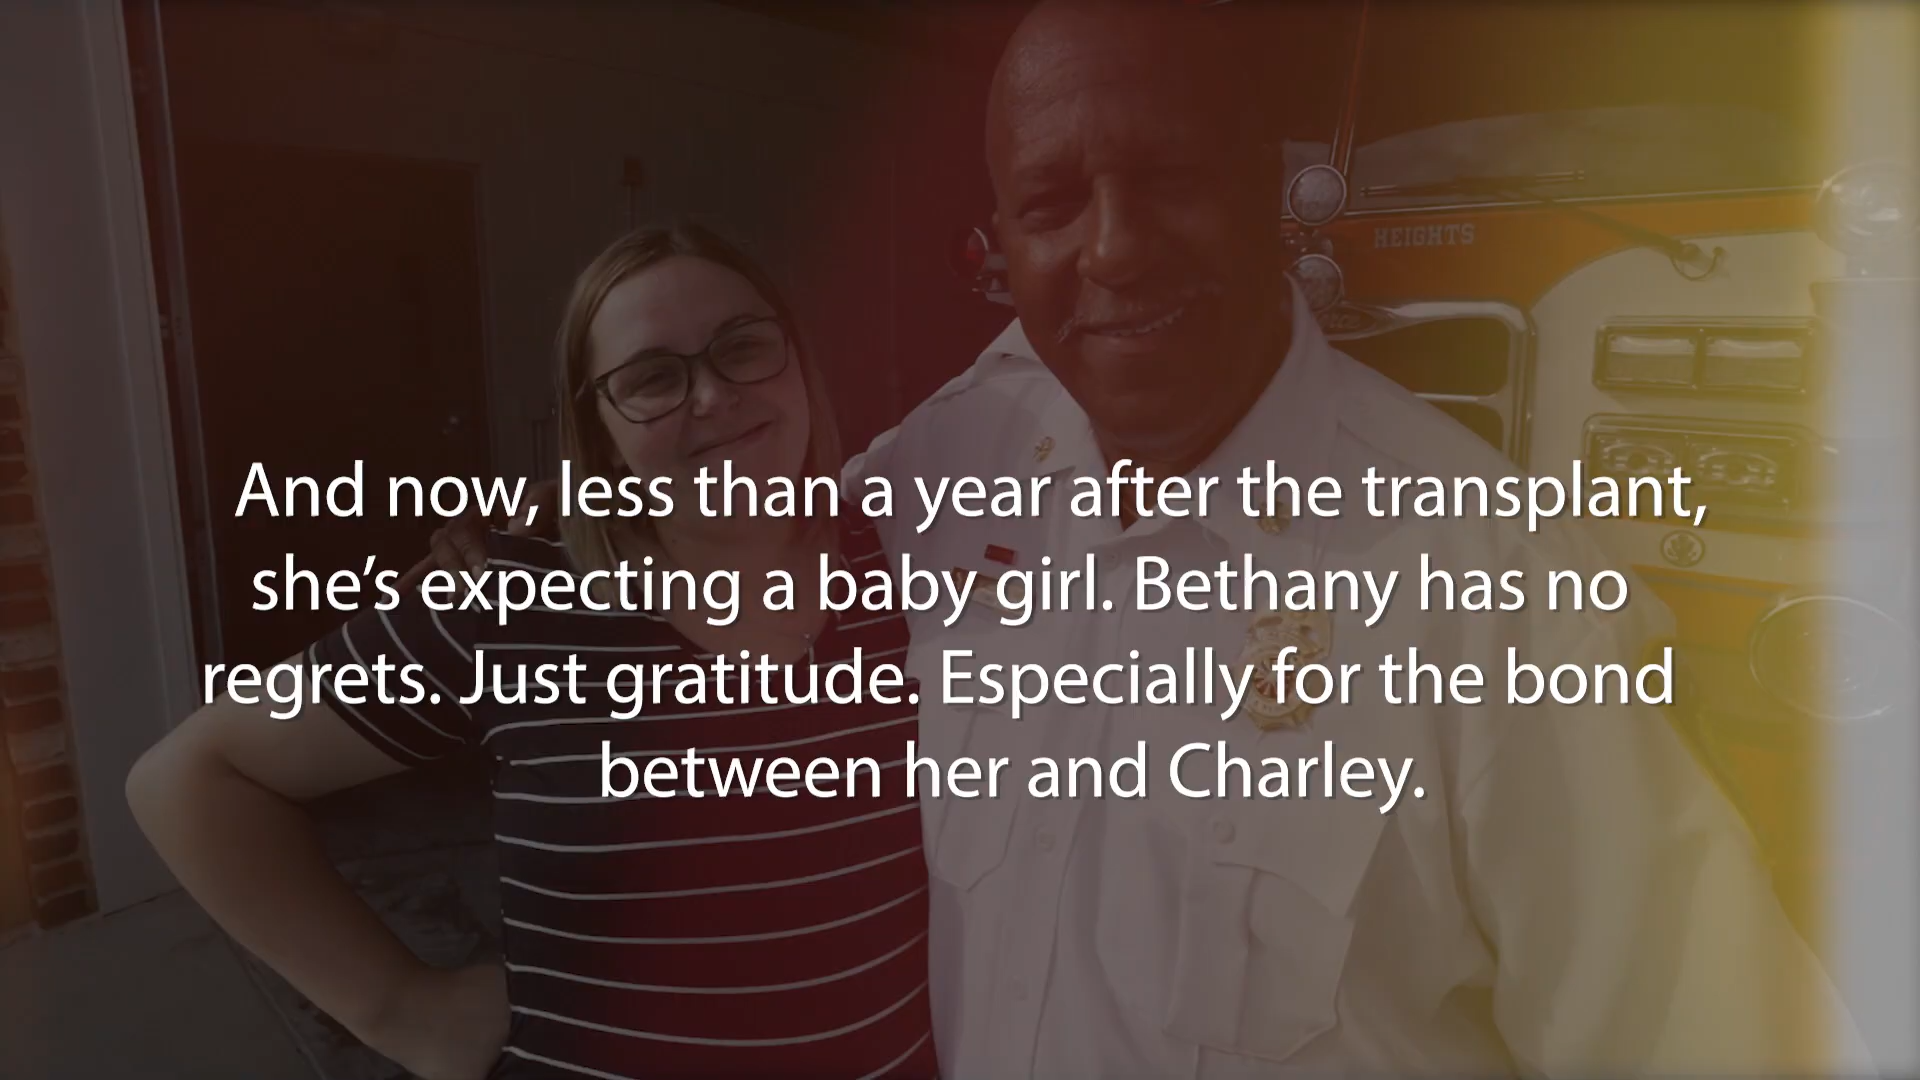 HEIGHTS
And now, less than a year after the transplant,
she’s expecting a baby girl. Bethany has no
regrets. Just gratitude. Especially for the bond
between her and Charley.